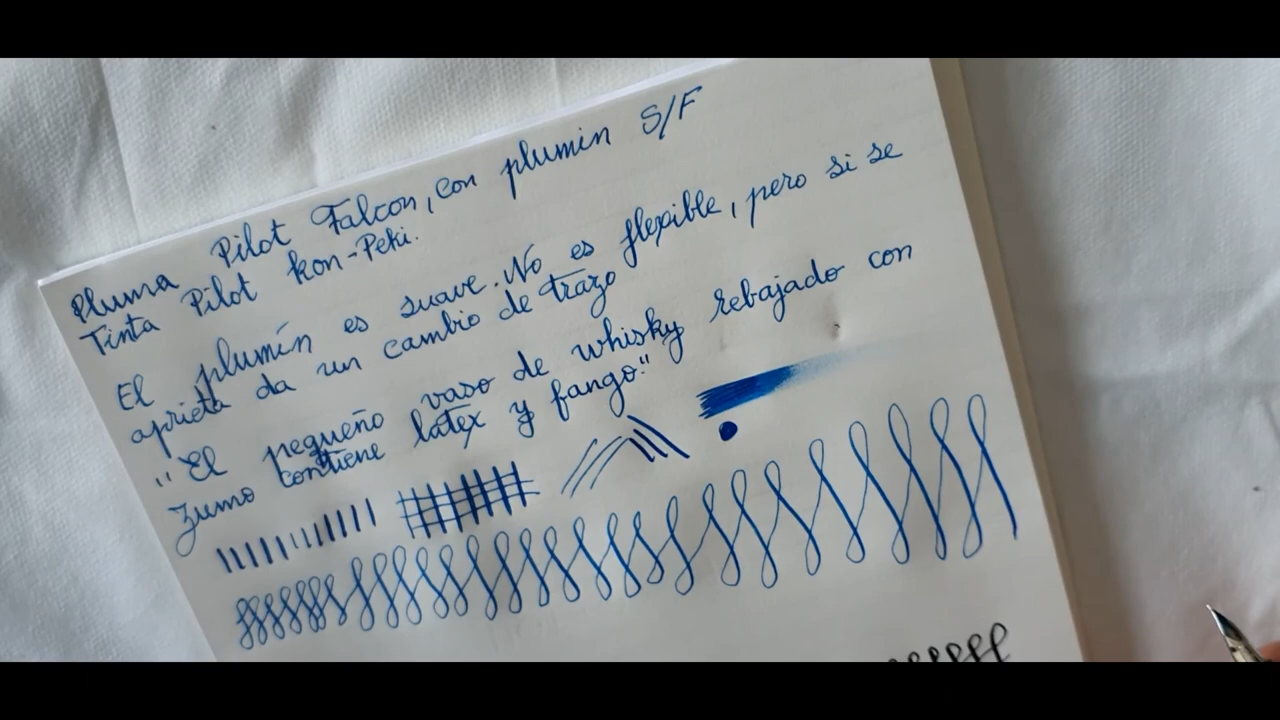 Pluma Pilot Falcon, con plumin S/F
Tinta Pilot Kon-Peki.
El plumín es suave. No es flexible, pero si se
aprieta da un cambio de trazo
"El pequeño vaso de whisky rebajado con
zumo contiene latex y fango."